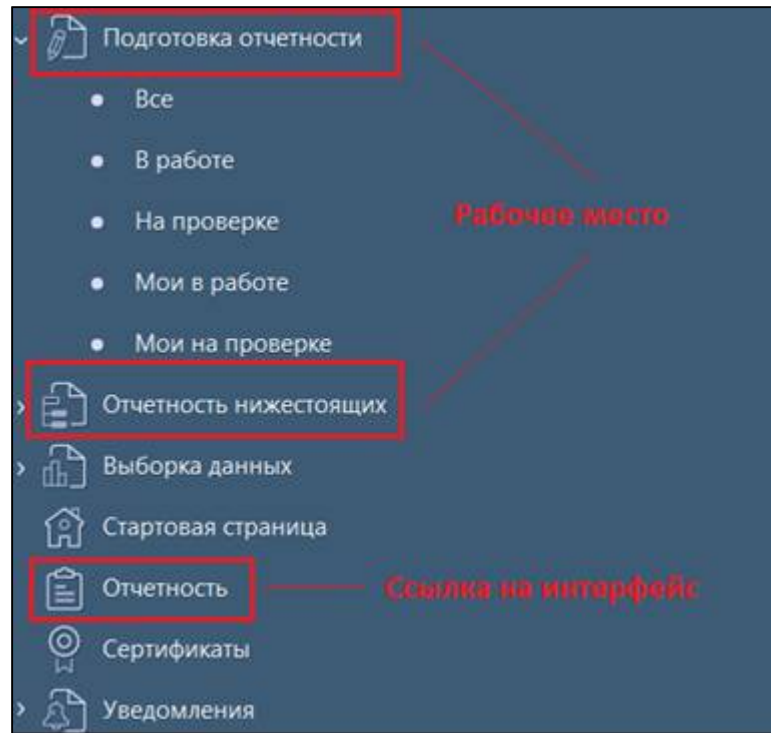 Подготовка отчетности
Все
В работе
На проверке
Рабочее место
Мои в работе
Мои на проверке
Отчетность нижестоящих
Выборка данных
Стартовая страница
Отчетность
Ссылка на интерфейс
Сертификаты
Уведомления